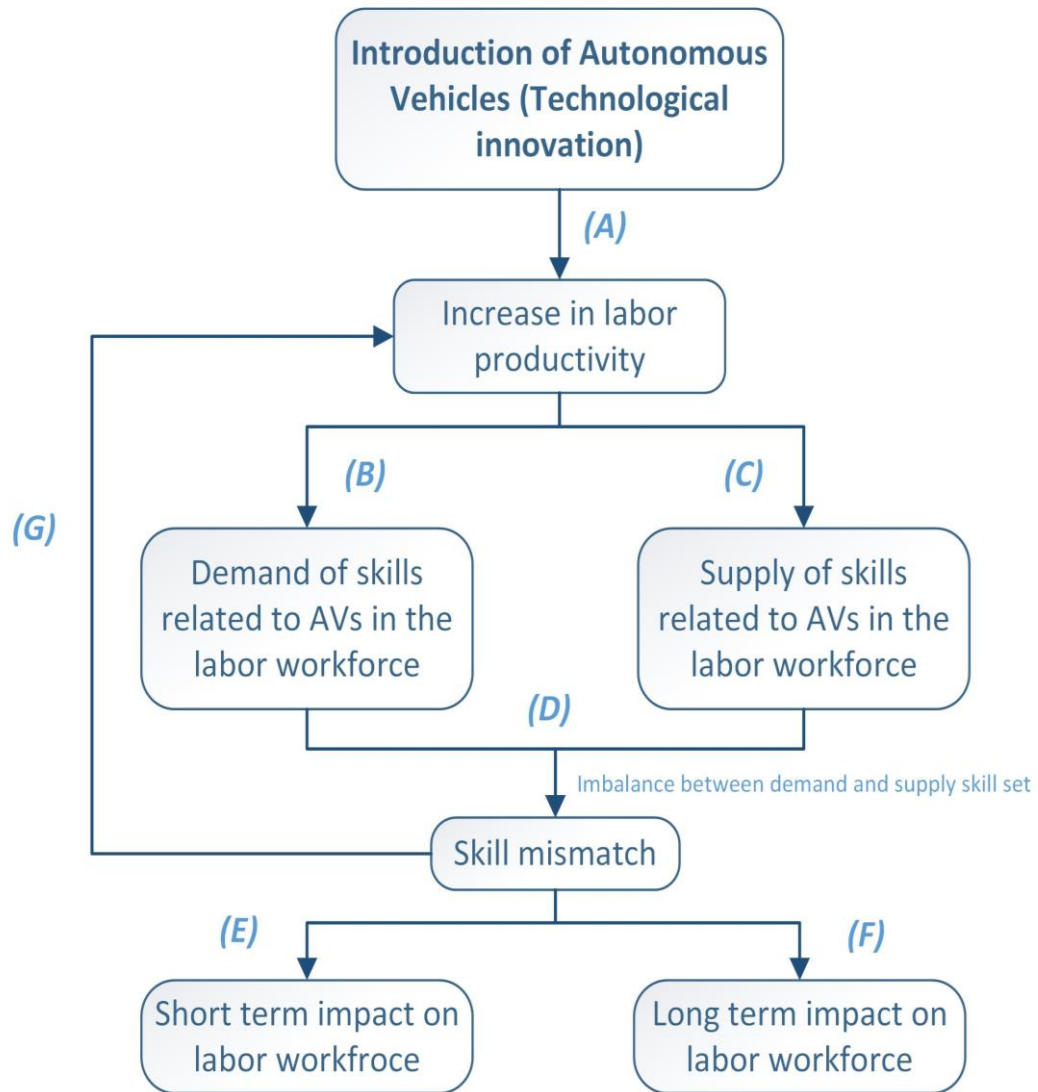 Introduction of Autonomous
Vehicles (Technological
innovation)
(A)
Increase in labor
productivity
(B)
(C)
(G)
Demand of skills
related to AVs in the
labor workforce
Supply of skills
related to AVs in the
labor workforce
(D)
Imbalance between demand and supply skill set
Skill mismatch
(E)
(F)
Short term impact on
labor workfroce
Long term impact on
labor workforce